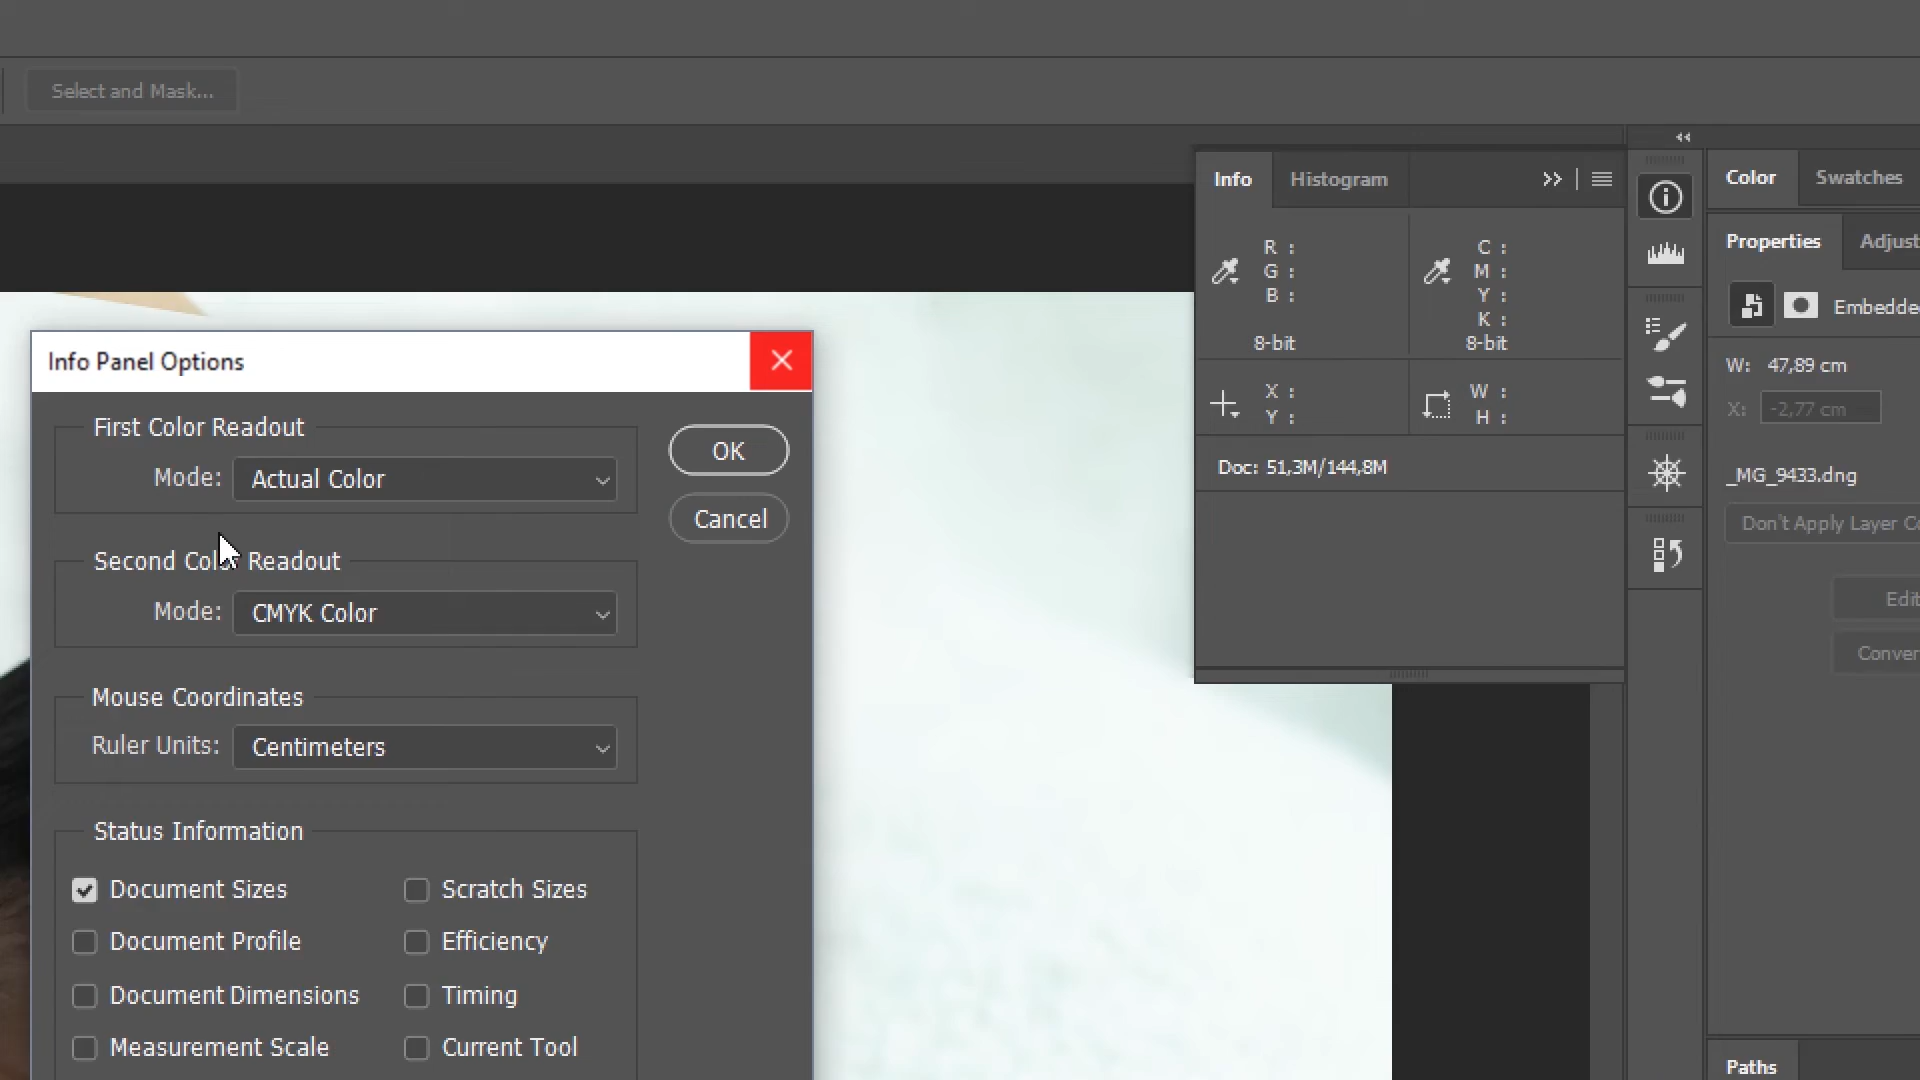 Select and Mask...
Info
Histogram
Color
Swatches
R :
G :
B :
8-bit
C :
M :
Y :
K :
8-bit
X :
Y :
W :
H :
Doc: 51,3M/144,8M
Properties
Adjust
Embedded
W: 47,89 cm
X: -2,77 cm
_MG_9433.dng
Don't Apply Layer Co
Edit
Conver
Paths
Info Panel Options
First Color Readout
Mode: Actual Color
OK
Cancel
Second Color Readout
Mode: CMYK Color
Mouse Coordinates
Ruler Units: Centimeters
Status Information
Document Sizes
Scratch Sizes
Document Profile
Efficiency
Document Dimensions
Timing
Measurement Scale
Current Tool